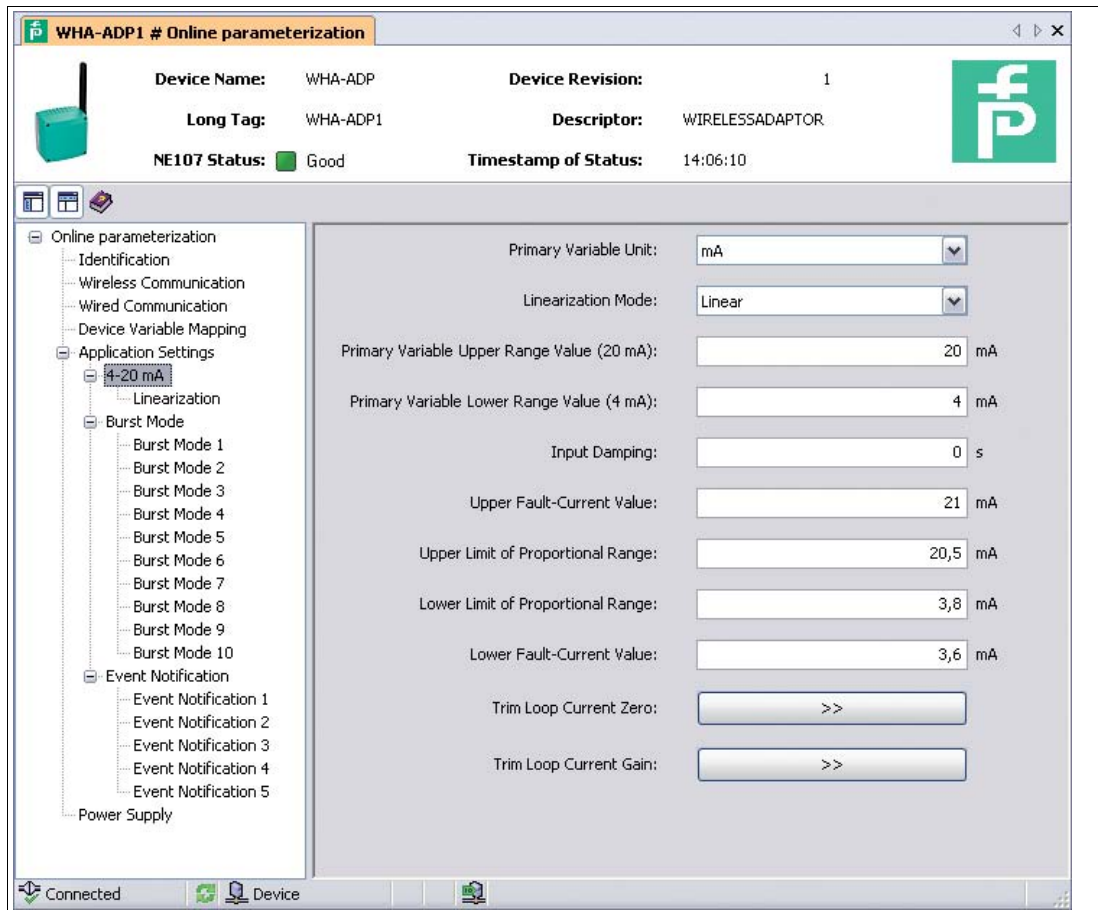 WHA-ADP1 # Online parameterization
Device Name: WHA-ADP Device Revision: 1
Long Tag: WHA-ADP1 Descriptor: WIRELESSADAPTOR
NE107 Status: Good Timestamp of Status: 14:06:10
Online parameterization
Identification
Wireless Communication
Wired Communication
Device Variable Mapping
Application Settings
4-20 mA
Linearization
Burst Mode
Burst Mode 1
Burst Mode 2
Burst Mode 3
Burst Mode 4
Burst Mode 5
Burst Mode 6
Burst Mode 7
Burst Mode 8
Burst Mode 9
Burst Mode 10
Event Notification
Event Notification 1
Event Notification 2
Event Notification 3
Event Notification 4
Event Notification 5
Power Supply
Primary Variable Unit: mA
Linearization Mode: Linear
Primary Variable Upper Range Value (20 mA): 20 mA
Primary Variable Lower Range Value (4 mA): 4 mA
Input Damping: 0 s
Upper Fault-Current Value: 21 mA
Upper Limit of Proportional Range: 20,5 mA
Lower Limit of Proportional Range: 3,8 mA
Lower Fault-Current Value: 3,6 mA
Trim Loop Current Zero: >>
Trim Loop Current Gain: >>
Connected Device